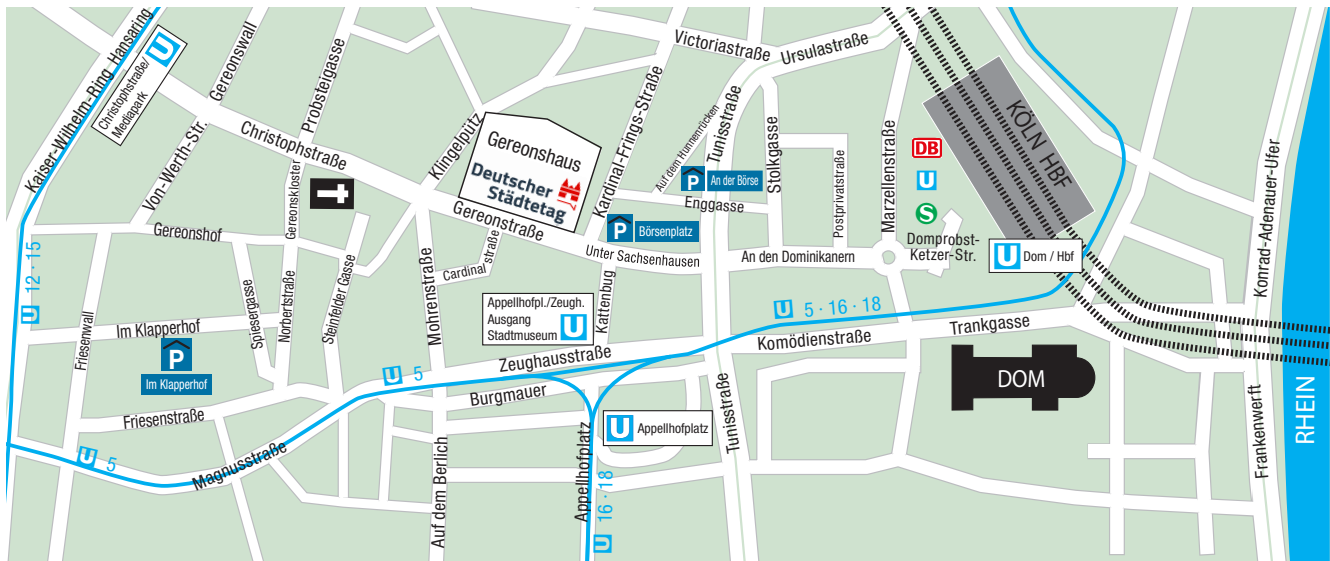 Kaiser-Wilhelm-Ring Hansaring
Christophstraße/
Mediapark
U
Gereonswall
Von-Werth-Str.
Christophstraße
Probsteigasse
Klingelpütz
Gereonshaus
Deutscher
Städtetag
Victoriastraße
Ursulastraße
Kardinal-Frings-Straße
Auf dem Hunnenrücken
Tunisstraße
Stolkgasse
Postprivatstraße
Marzellenstraße
KÖLN HBF
DB
U
S
Domprobst-
Ketzer-Str.
U Dom / Hbf
Konrad-Adenauer-Ufer
P An der Börse
Enggasse
P Börsenplatz
Gereonstraße
Unter Sachsenhausen
An den Dominikanern
Gereonskloster
Gereonshof
Cardinalstraße
Mohrenstraße
Steinfelder Gasse
Norbertstraße
Spiesergasse
Friesenwall
Im Klapperhof
P
Im Klapperhof
U 12 · 15
Appellhofpl./Zeugh.
Ausgang
Stadtmuseum U
Kattenbug
U 5 · 16 · 18
Komödienstraße
Trankgasse
Zeughausstraße
U 5
Burgmauer
DOM
Friesenstraße
U Appellhofplatz
Tunisstraße
Frankenwerft
RHEIN
U 5
Magnusstraße
Auf dem Berlich
Appellhofplatz
U 16 · 18